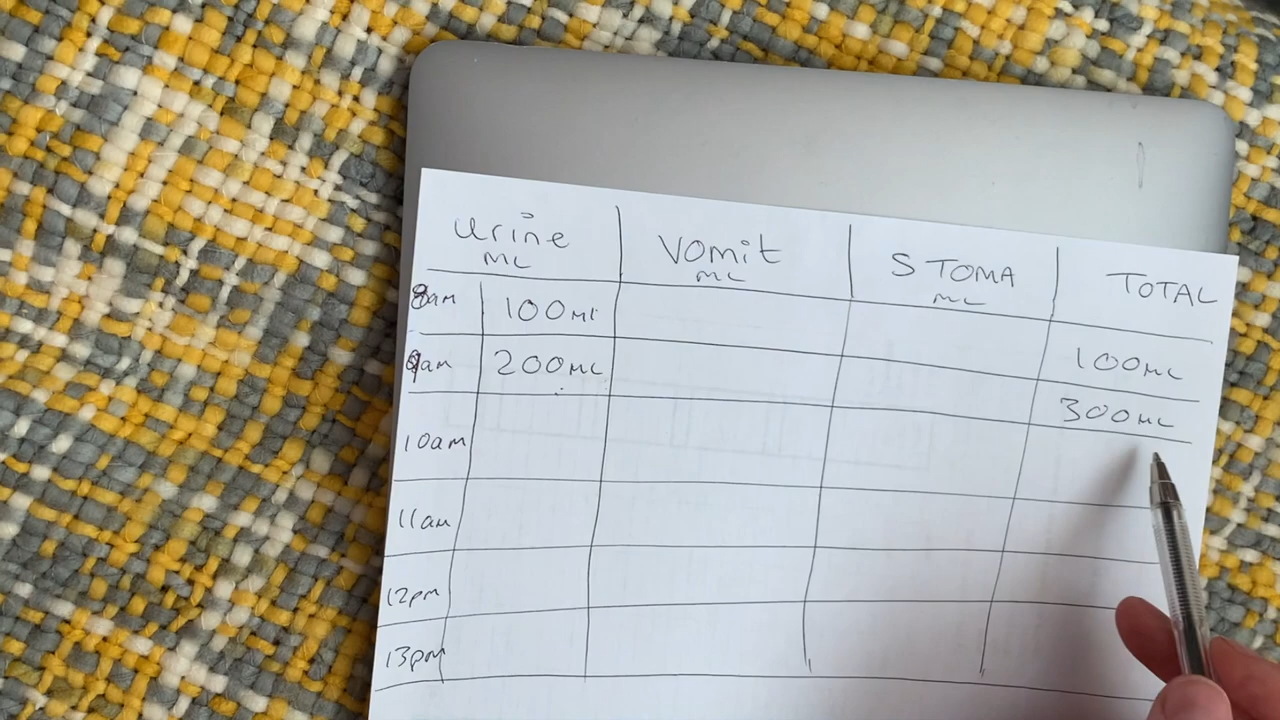 urine
ML
VOMIT
ML
STOMA
ML
TOTAL
8am 100ml
100ML
9am 200ML
300ML
10am
11am
12pm
13pm